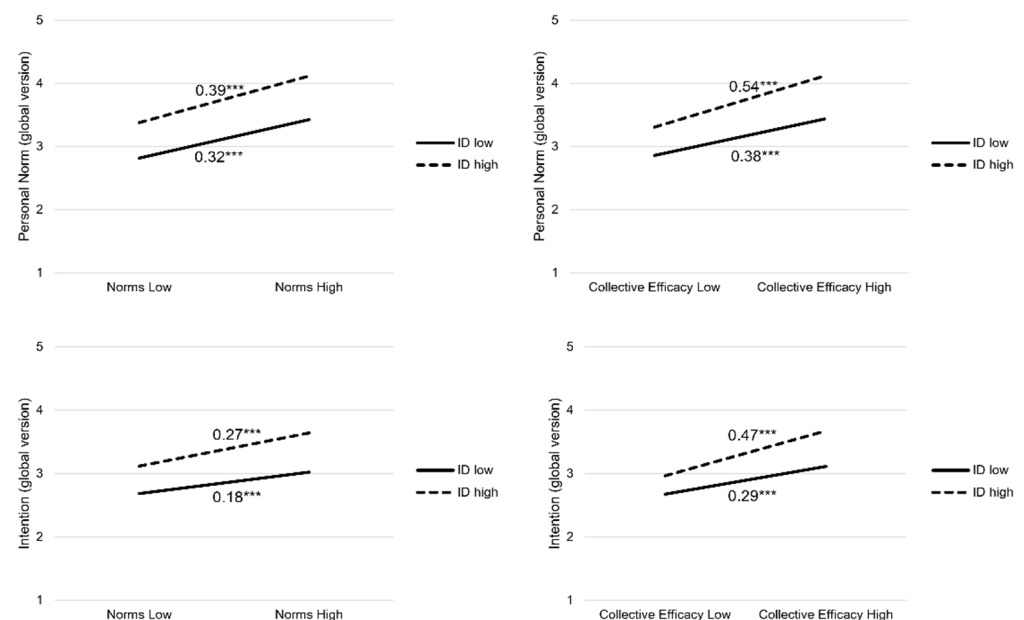 5
4
3
2
1
Personal Norm (global version)
0.39***
0.32***
Norms Low
Norms High
ID low
ID high
5
4
3
2
1
Personal Norm (global version)
0.54***
0.38***
Collective Efficacy Low
Collective Efficacy High
ID low
ID high
5
4
3
2
1
Intention (global version)
0.27***
0.18***
Norms Low
Norms High
ID low
ID high
5
4
3
2
1
Intention (global version)
0.47***
0.29***
Collective Efficacy Low
Collective Efficacy High
ID low
ID high